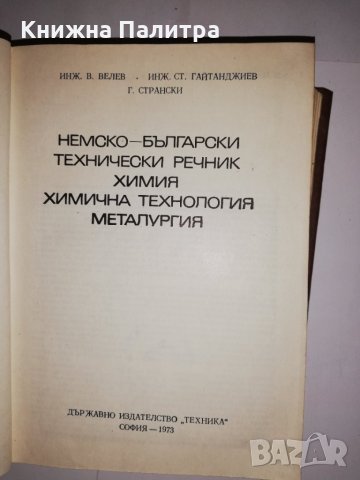 Книжна Палитра
ИНЖ. В. ВЕЛЕВ · ИНЖ. СТ. ГАЙТАНДЖИЕВ
Г. СТРАНСКИ
НЕМСКО—БЪЛГАРСКИ
ТЕХНИЧЕСКИ РЕЧНИК
ХИМИЯ
ХИМИЧНА ТЕХНОЛОГИЯ
МЕТАЛУРГИЯ
ДЪРЖАВНО ИЗДАТЕЛСТВО „ТЕХНИКА“
СОФИЯ—1973
BAZAR